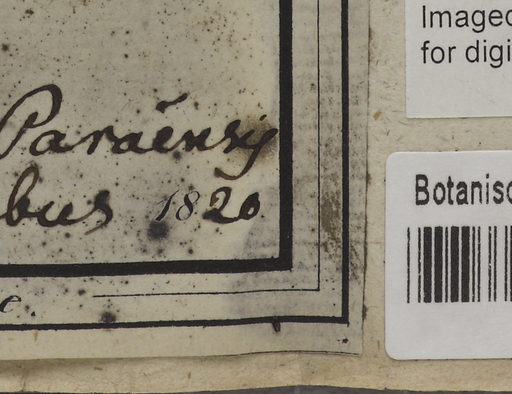 Imaged
for digi
Paraënsis
bus 1820
Botanisc
e.